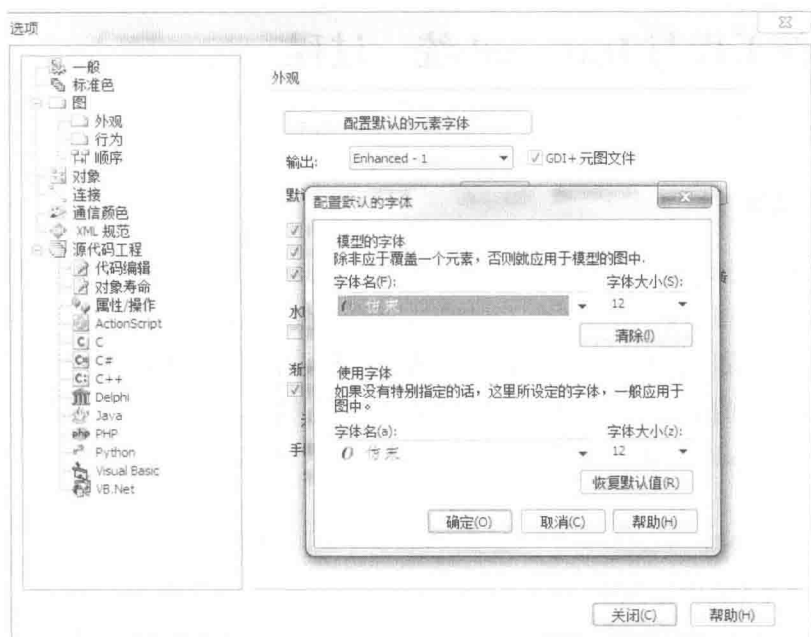 选项
一般
标准色
图
外观
行为
顺序
对象
连接
通信颜色
XML 规范
源代码工程
代码编辑
对象寿命
属性/操作
ActionScript
C
C#
C++
Delphi
Java
PHP
Python
Visual Basic
VB.Net
外观
配置默认的元素字体
输出: Enhanced - 1 GDI+ 元图文件
配置默认的字体
模型的字体
除非应于覆盖一个元素，否则就应用于模型的图中.
字体名(F): 字体大小(S):
仿宋 12
清除(I)
使用字体
如果没有特别指定的话，这里所设定的字体，一般应用于
图中。
字体名(a): 字体大小(z):
仿宋 12
恢复默认值(R)
确定(O) 取消(C) 帮助(H)
关闭(C) 帮助(H)